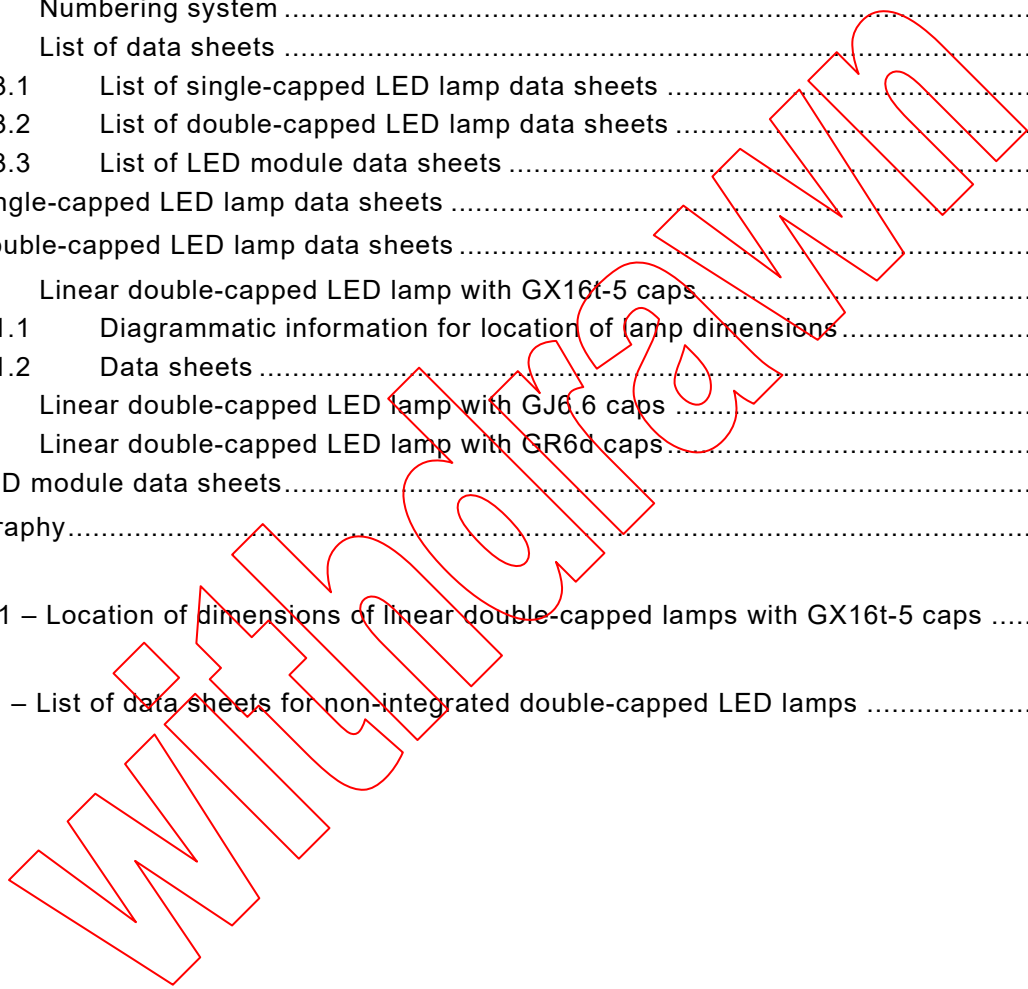 Numbering system ......................................................................
List of data sheets ......................................................................
3.1 List of single-capped LED lamp data sheets ......................................
3.2 List of double-capped LED lamp data sheets .....................................
3.3 List of LED module data sheets .......................................................
ngle-capped LED lamp data sheets .............................................................
ouble-capped LED lamp data sheets ............................................................
Linear double-capped LED lamp with GX16t-5 caps....................................
1.1 Diagrammatic information for location of lamp dimensions....................
1.2 Data sheets ..................................................................................
Linear double-capped LED lamp with GJ6.6 caps ......................................
Linear double-capped LED lamp with GR6d caps.......................................
D module data sheets................................................................................
raphy.......................................................................................................
1 – Location of dimensions of linear double-capped lamps with GX16t-5 caps .....
– List of data sheets for non-integrated double-capped LED lamps ..................
withdrawn